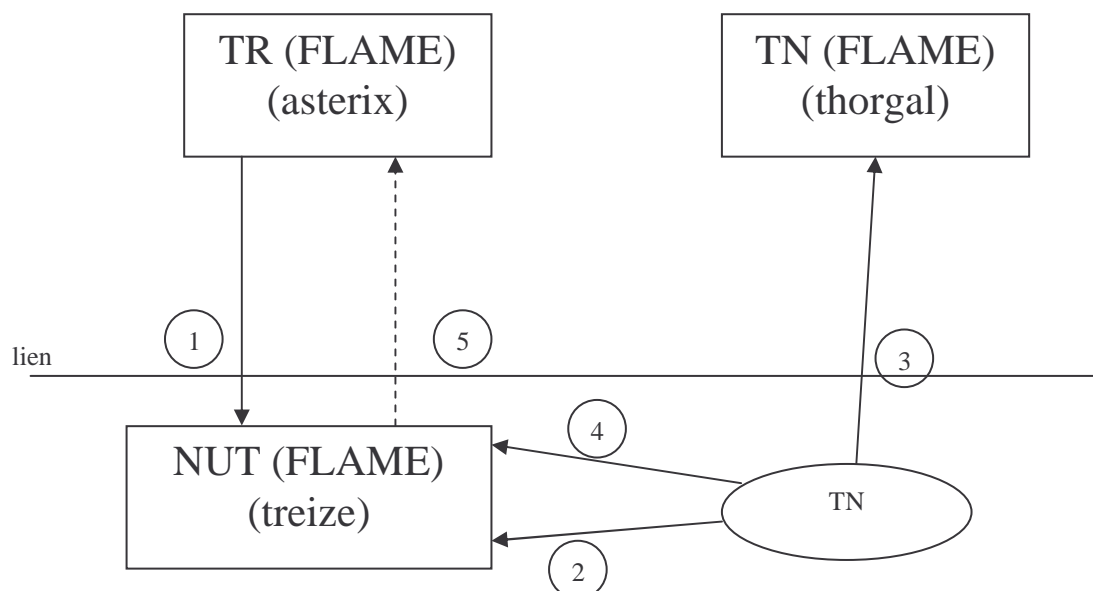 TR (FLAME)
(asterix)
TN (FLAME)
(thorgal)
1
5
3
lien
4
NUT (FLAME)
(treize)
TN
2